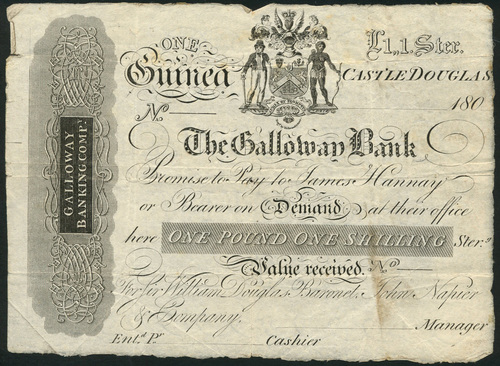 ONE
£1,,1. Ster.
Guinea
CASTLE DOUGLAS
180
No
The Galloway Bank
Promise to Pay to James Hannay
or Bearer on Demand at their office
here ONE POUND ONE SHILLING Ster.g
Value received. No
For Sir William Douglas Baronet, John Napier
& Company.
Manager
Ent.d Pr
Cashier
GALLOWAY
BANKING COMPY.